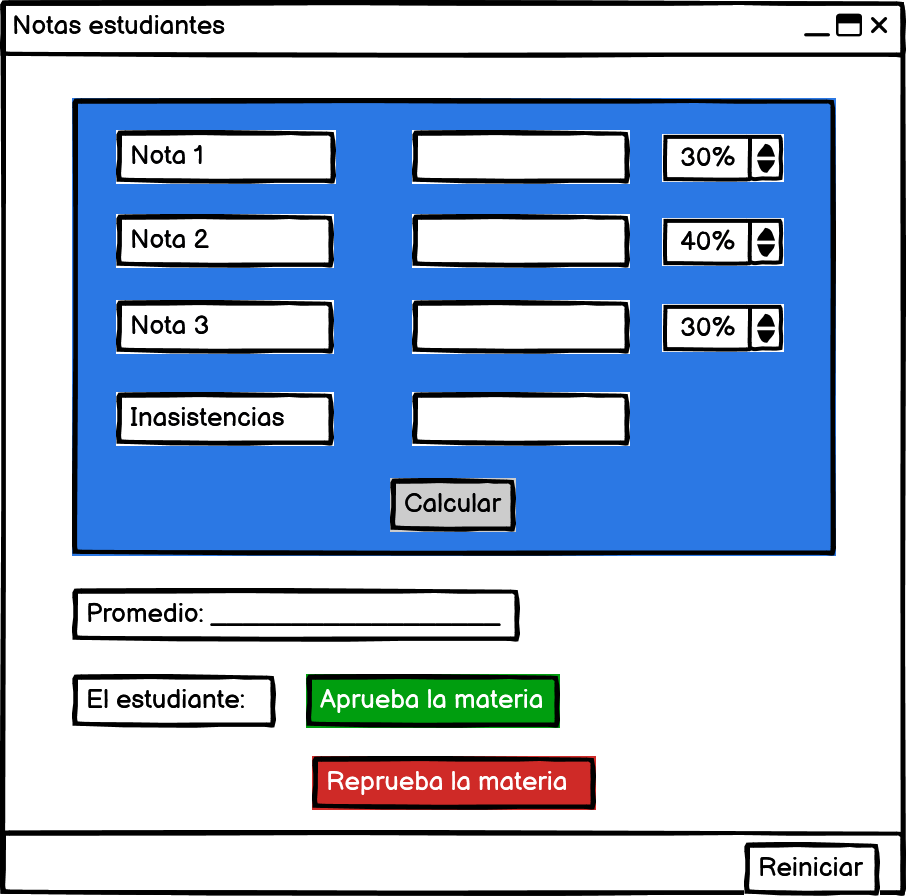 Notas estudiantes
Nota 1 30%
Nota 2 40%
Nota 3 30%
Inasistencias
Calcular
Promedio: ____________________
El estudiante: Aprueba la materia
Reprueba la materia
Reiniciar